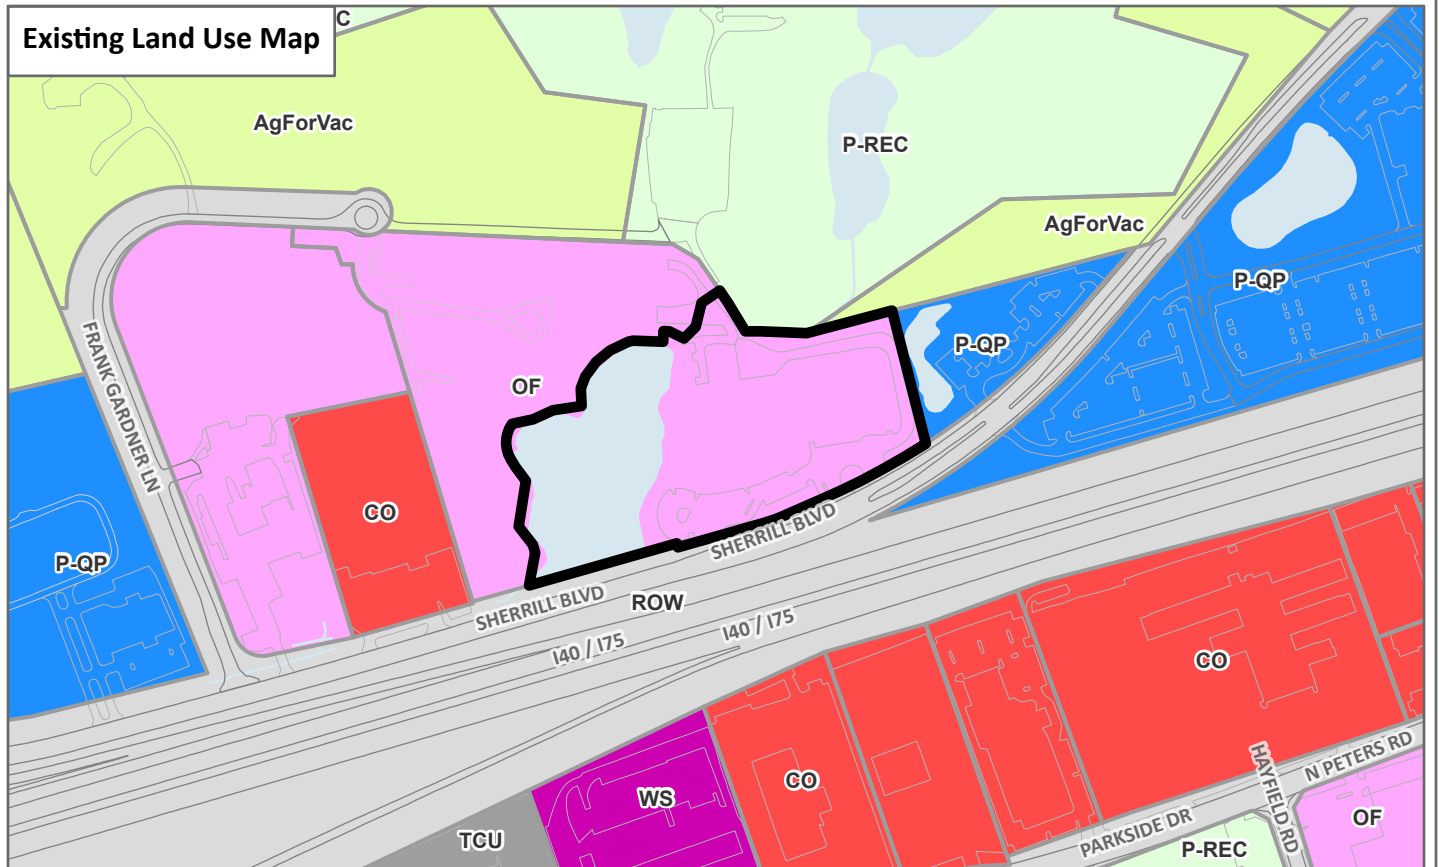 Existing Land Use Map
C
AgForVac
P-REC
AgForVac
P-QP
P-QP
FRANK GARDNER LN
OF
CO
P-QP
SHERRILL BLVD
SHERRILL BLVD
ROW
I40 / I75
I40 / I75
CO
HAYFIELD RD
N PETERS RD
CO
WS
OF
TCU
PARKSIDE DR
P-REC